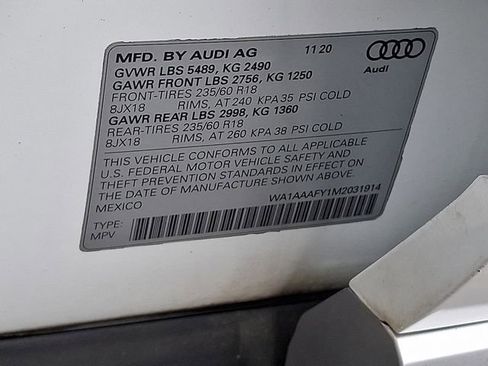 MFD. BY AUDI AG 11 20
GVWR LBS 5489, KG 2490
GAWR FRONT LBS 2756, KG 1250
FRONT-TIRES 235/60 R18
8JX18 RIMS, AT 240 KPA 35 PSI COLD
GAWR REAR LBS 2998, KG 1360
REAR-TIRES 235/60 R18
8JX18 RIMS, AT 260 KPA 38 PSI COLD
THIS VEHICLE CONFORMS TO ALL APPLICABLE
U.S. FEDERAL MOTOR VEHICLE SAFETY AND
THEFT PREVENTION STANDARDS IN EFFECT ON
THE DATE OF MANUFACTURE SHOWN ABOVE.
MEXICO
WA1AAAFY1M2031914
TYPE:
MPV
Audi